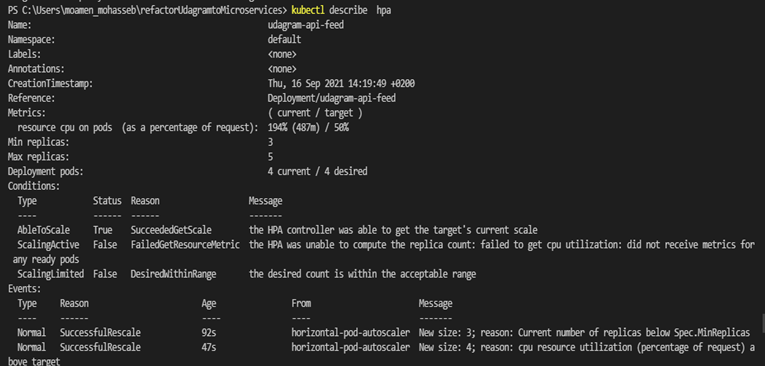 PS C:\Users\moamen_mohasseb\refactorUdagramtoMicroservices> kubectl describe  hpa
Name:                                                  udagram-api-feed
Namespace:                                             default
Labels:                                                <none>
Annotations:                                           <none>
CreationTimestamp:                                     Thu, 16 Sep 2021 14:19:49 +0200
Reference:                                             Deployment/udagram-api-feed
Metrics:                                               ( current / target )
  resource cpu on pods  (as a percentage of request):  194% (487m) / 50%
Min replicas:                                          3
Max replicas:                                          5
Deployment pods:                                       4 current / 4 desired
Conditions:
  Type            Status  Reason                   Message
  ----            ------  ------                   -------
  AbleToScale     True    SucceededGetScale        the HPA controller was able to get the target's current scale
  ScalingActive   False   FailedGetResourceMetric  the HPA was unable to compute the replica count: failed to get cpu utilization: did not receive metrics for
 any ready pods
  ScalingLimited  False   DesiredWithinRange       the desired count is within the acceptable range
Events:
  Type    Reason             Age   From                       Message
  ----    ------             ----  ----                       -------
  Normal  SuccessfulRescale  92s   horizontal-pod-autoscaler  New size: 3; reason: Current number of replicas below Spec.MinReplicas
  Normal  SuccessfulRescale  47s   horizontal-pod-autoscaler  New size: 4; reason: cpu resource utilization (percentage of request) a
bove target